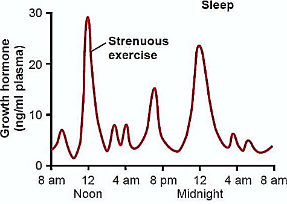 Sleep
Strenuous
exercise
Growth hormone
(ng/ml plasma)
30
20
10
0
8 am 12 4 am 8 pm 12 4 am 8 am
Noon Midnight